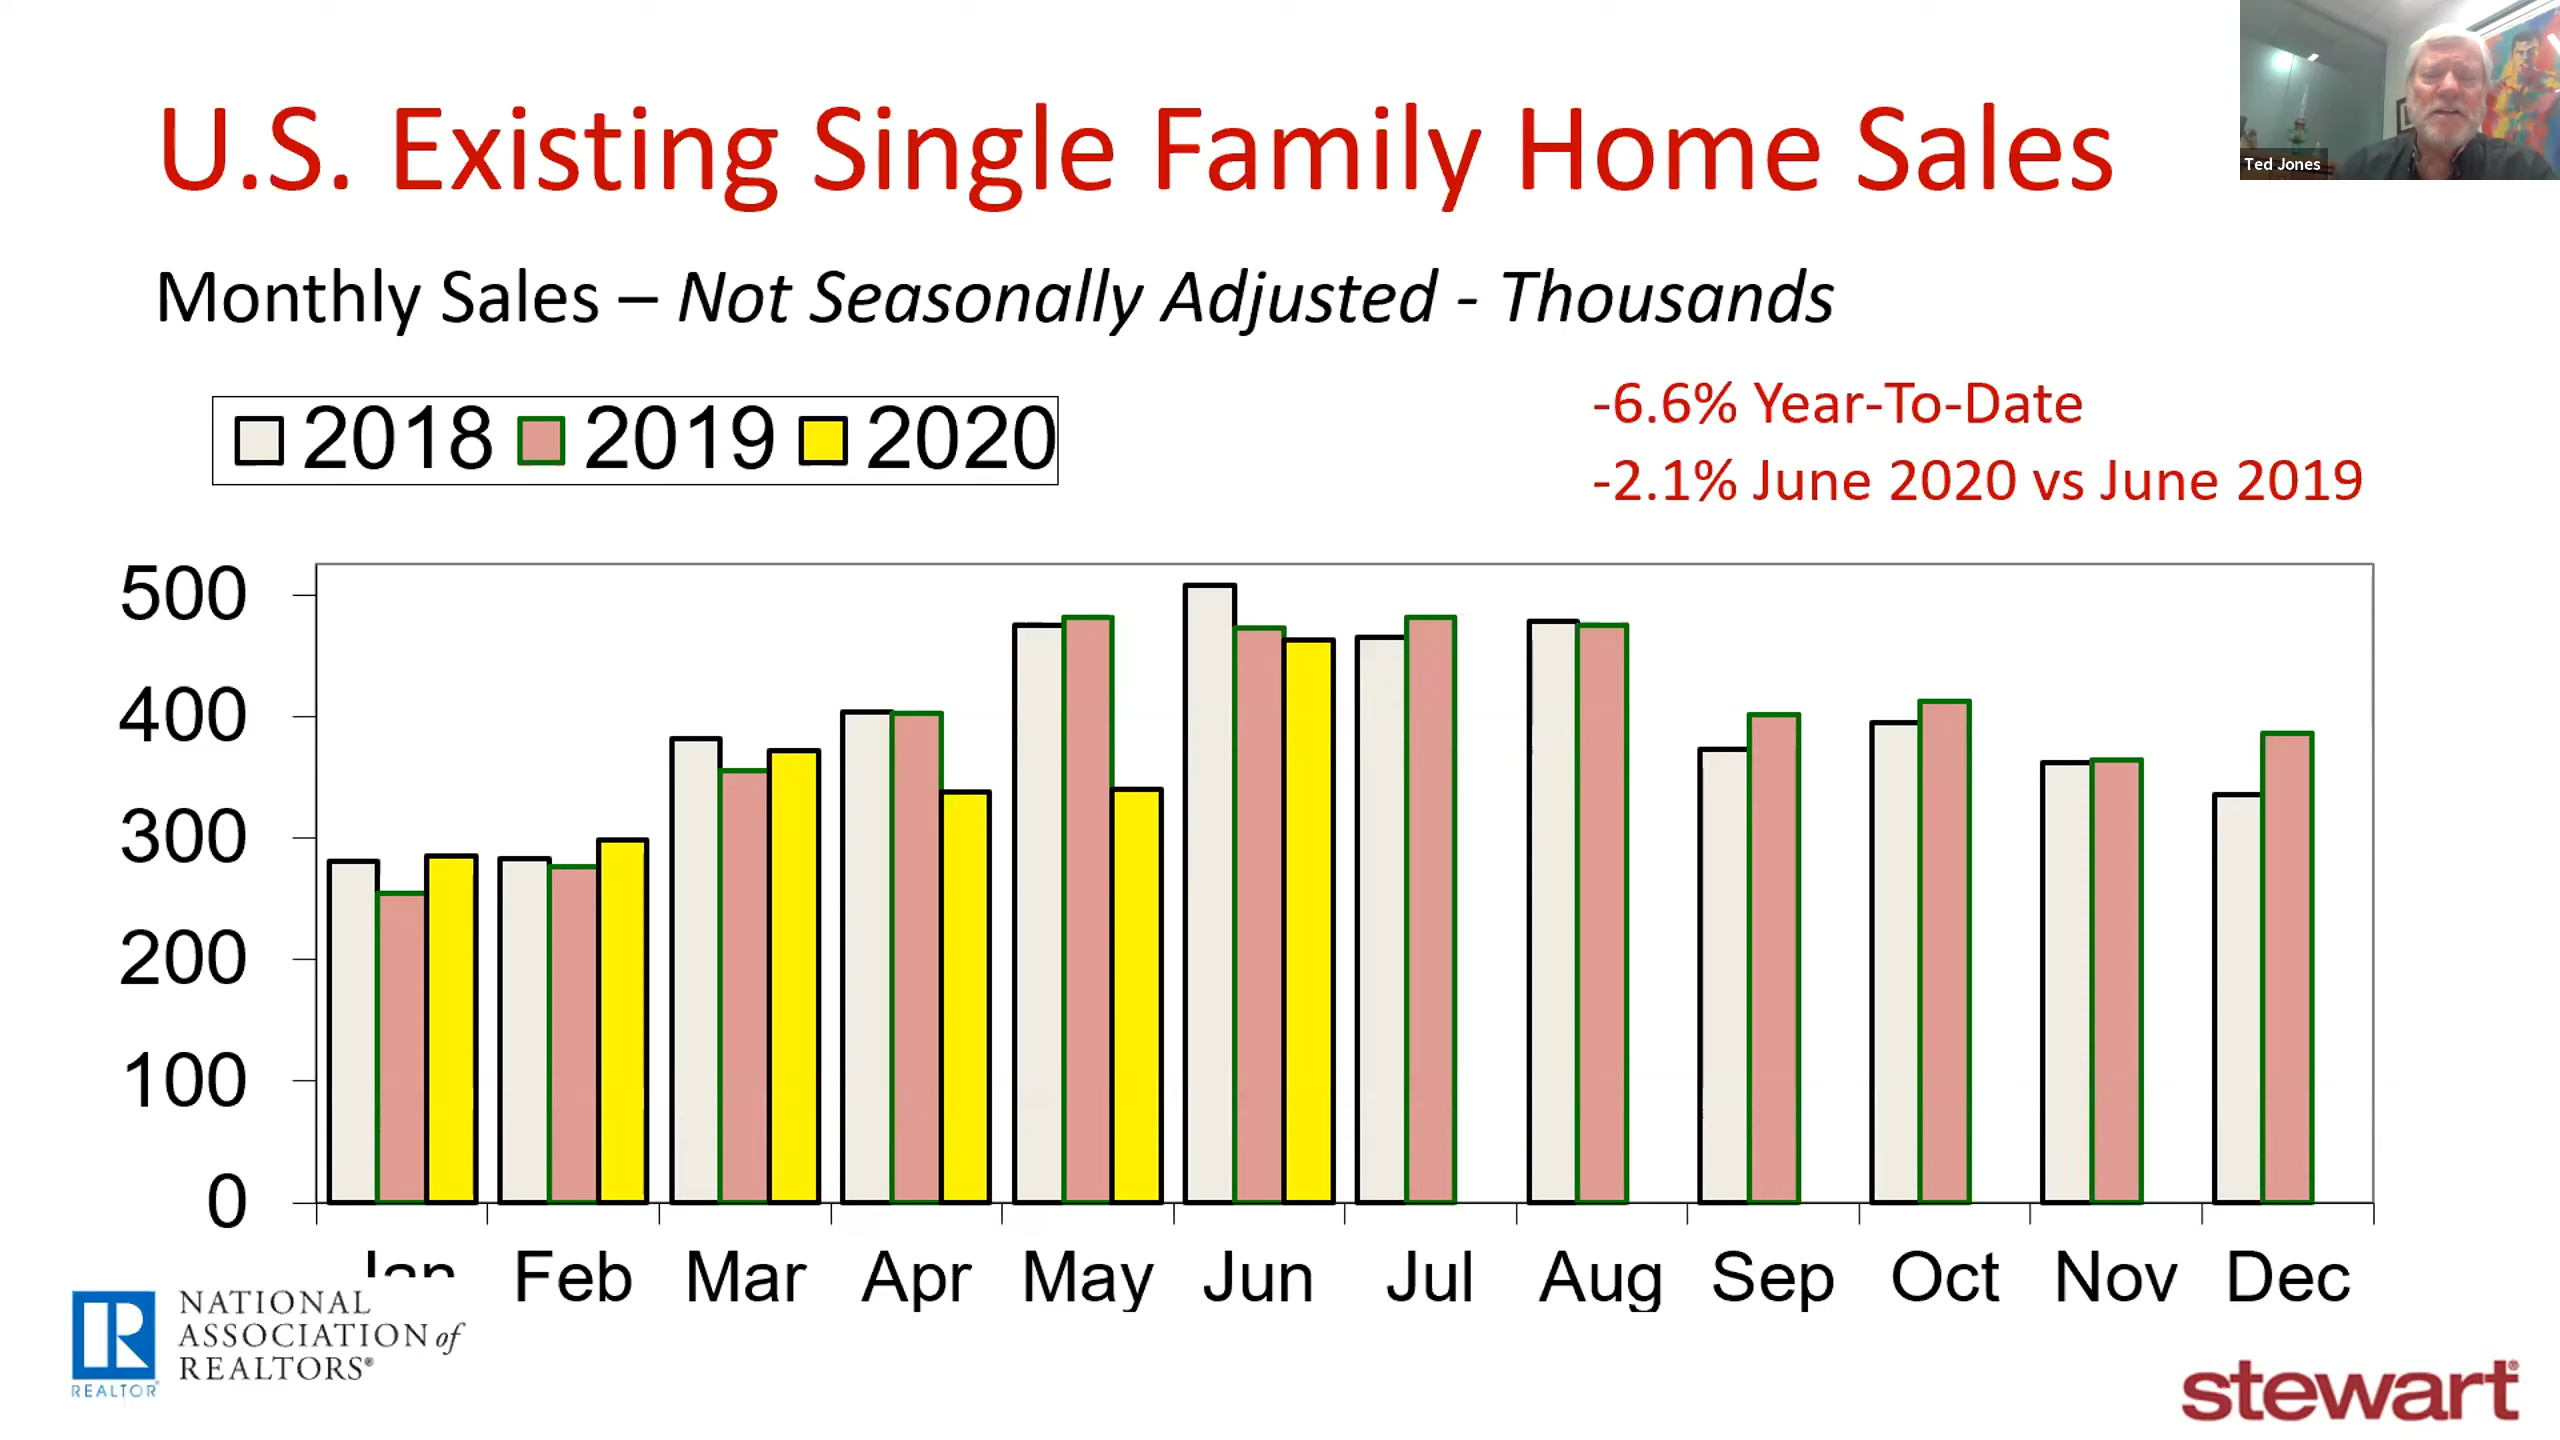 U.S. Existing Single Family Home Sales
Ted Jones
Monthly Sales – Not Seasonally Adjusted - Thousands
2018 2019 2020
-6.6% Year-To-Date
-2.1% June 2020 vs June 2019
500
400
300
200
100
0
Jan Feb Mar Apr May Jun Jul Aug Sep Oct Nov Dec
NATIONAL
ASSOCIATION of
REALTORS®
REALTOR®
stewart®